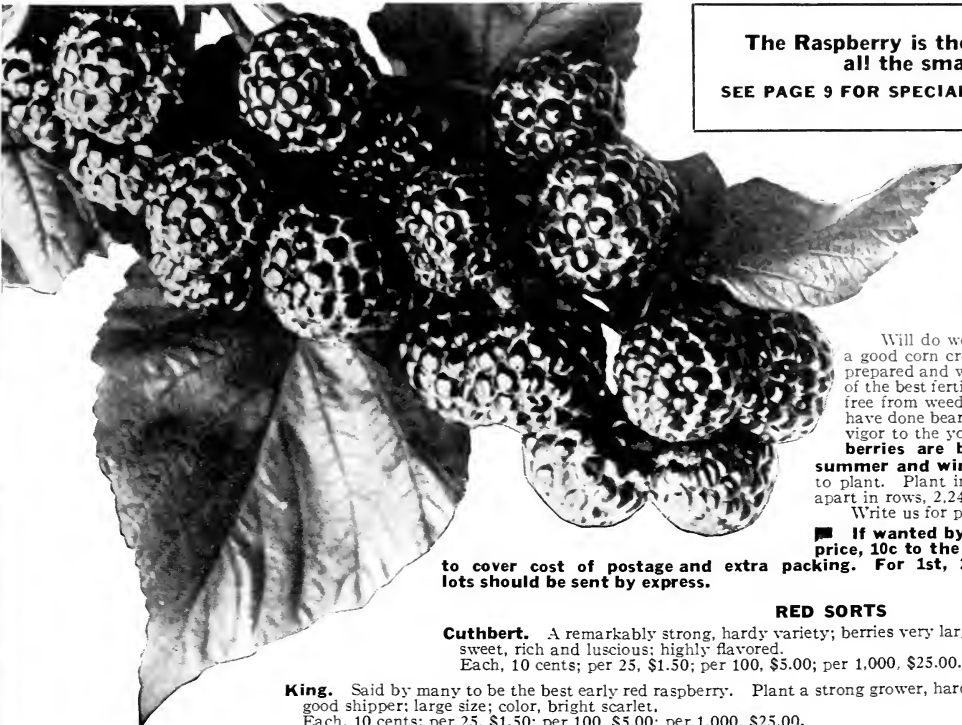 The Raspberry is the
all the sma
SEE PAGE 9 FOR SPECIAL
Will do we
a good corn cr
prepared and w
of the best ferti
free from weed
have done bear
vigor to the yo
berries are b
summer and win
to plant. Plant in
apart in rows, 2,24
Write us for p
If wanted by
price, 10c to the
to cover cost of postage and extra packing. For 1st, 2
lots should be sent by express.
RED SORTS
Cuthbert. A remarkably strong, hardy variety; berries very lar
sweet, rich and luscious; highly flavored.
Each, 10 cents; per 25, $1.50; per 100, $5.00; per 1,000, $25.00.
King. Said by many to be the best early red raspberry. Plant a strong grower, hard
good shipper; large size; color, bright scarlet.
Each, 10 cents; per 25, $1.50; per 100, $5.00; per 1,000, $25.00.